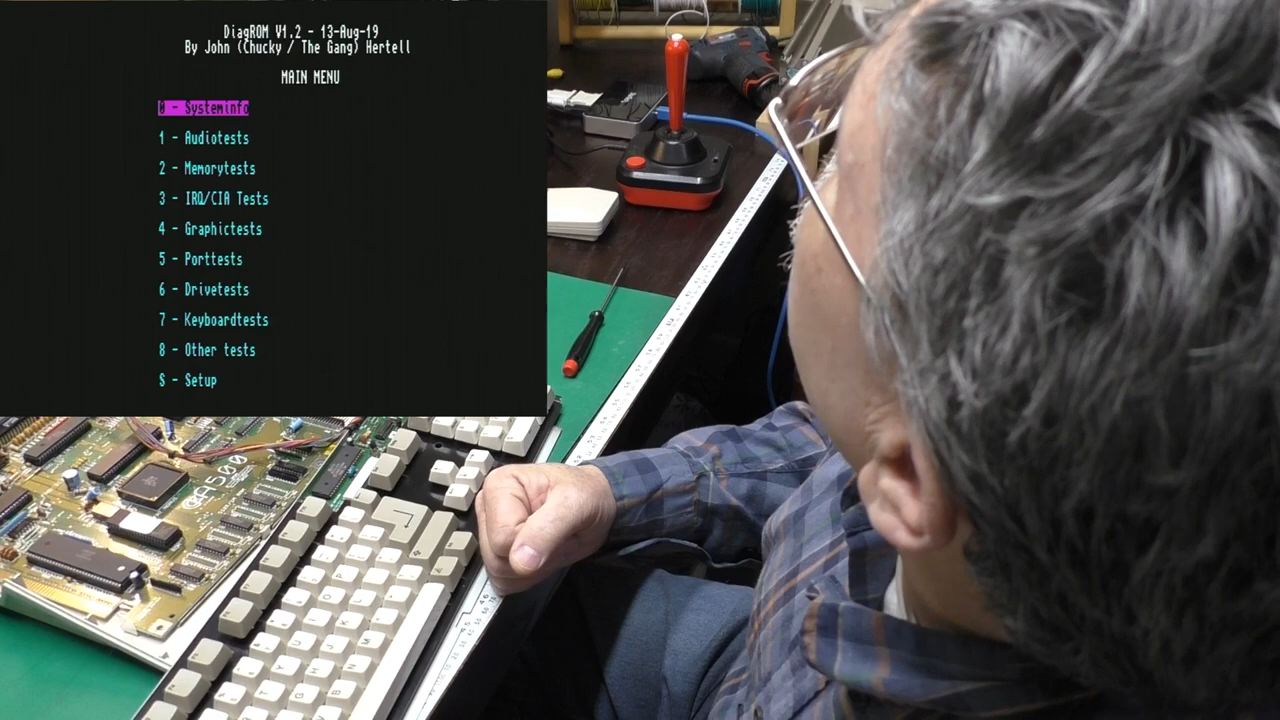 DiagROM V1.2 - 13-Aug-19
By John (Chucky / The Gang) Hertell
MAIN MENU
0 - Systeminfo
1 - Audiotests
2 - Memorytests
3 - IRQ/CIA Tests
4 - Graphictests
5 - Porttests
6 - Drivetests
7 - Keyboardtests
8 - Other tests
S - Setup
A500